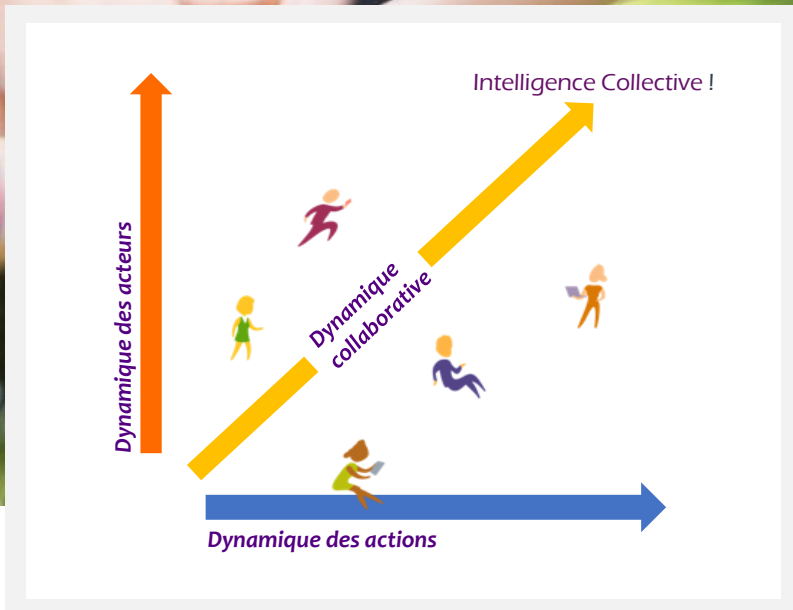 Intelligence Collective !
Dynamique des acteurs
Dynamique
collaborative
Dynamique des actions